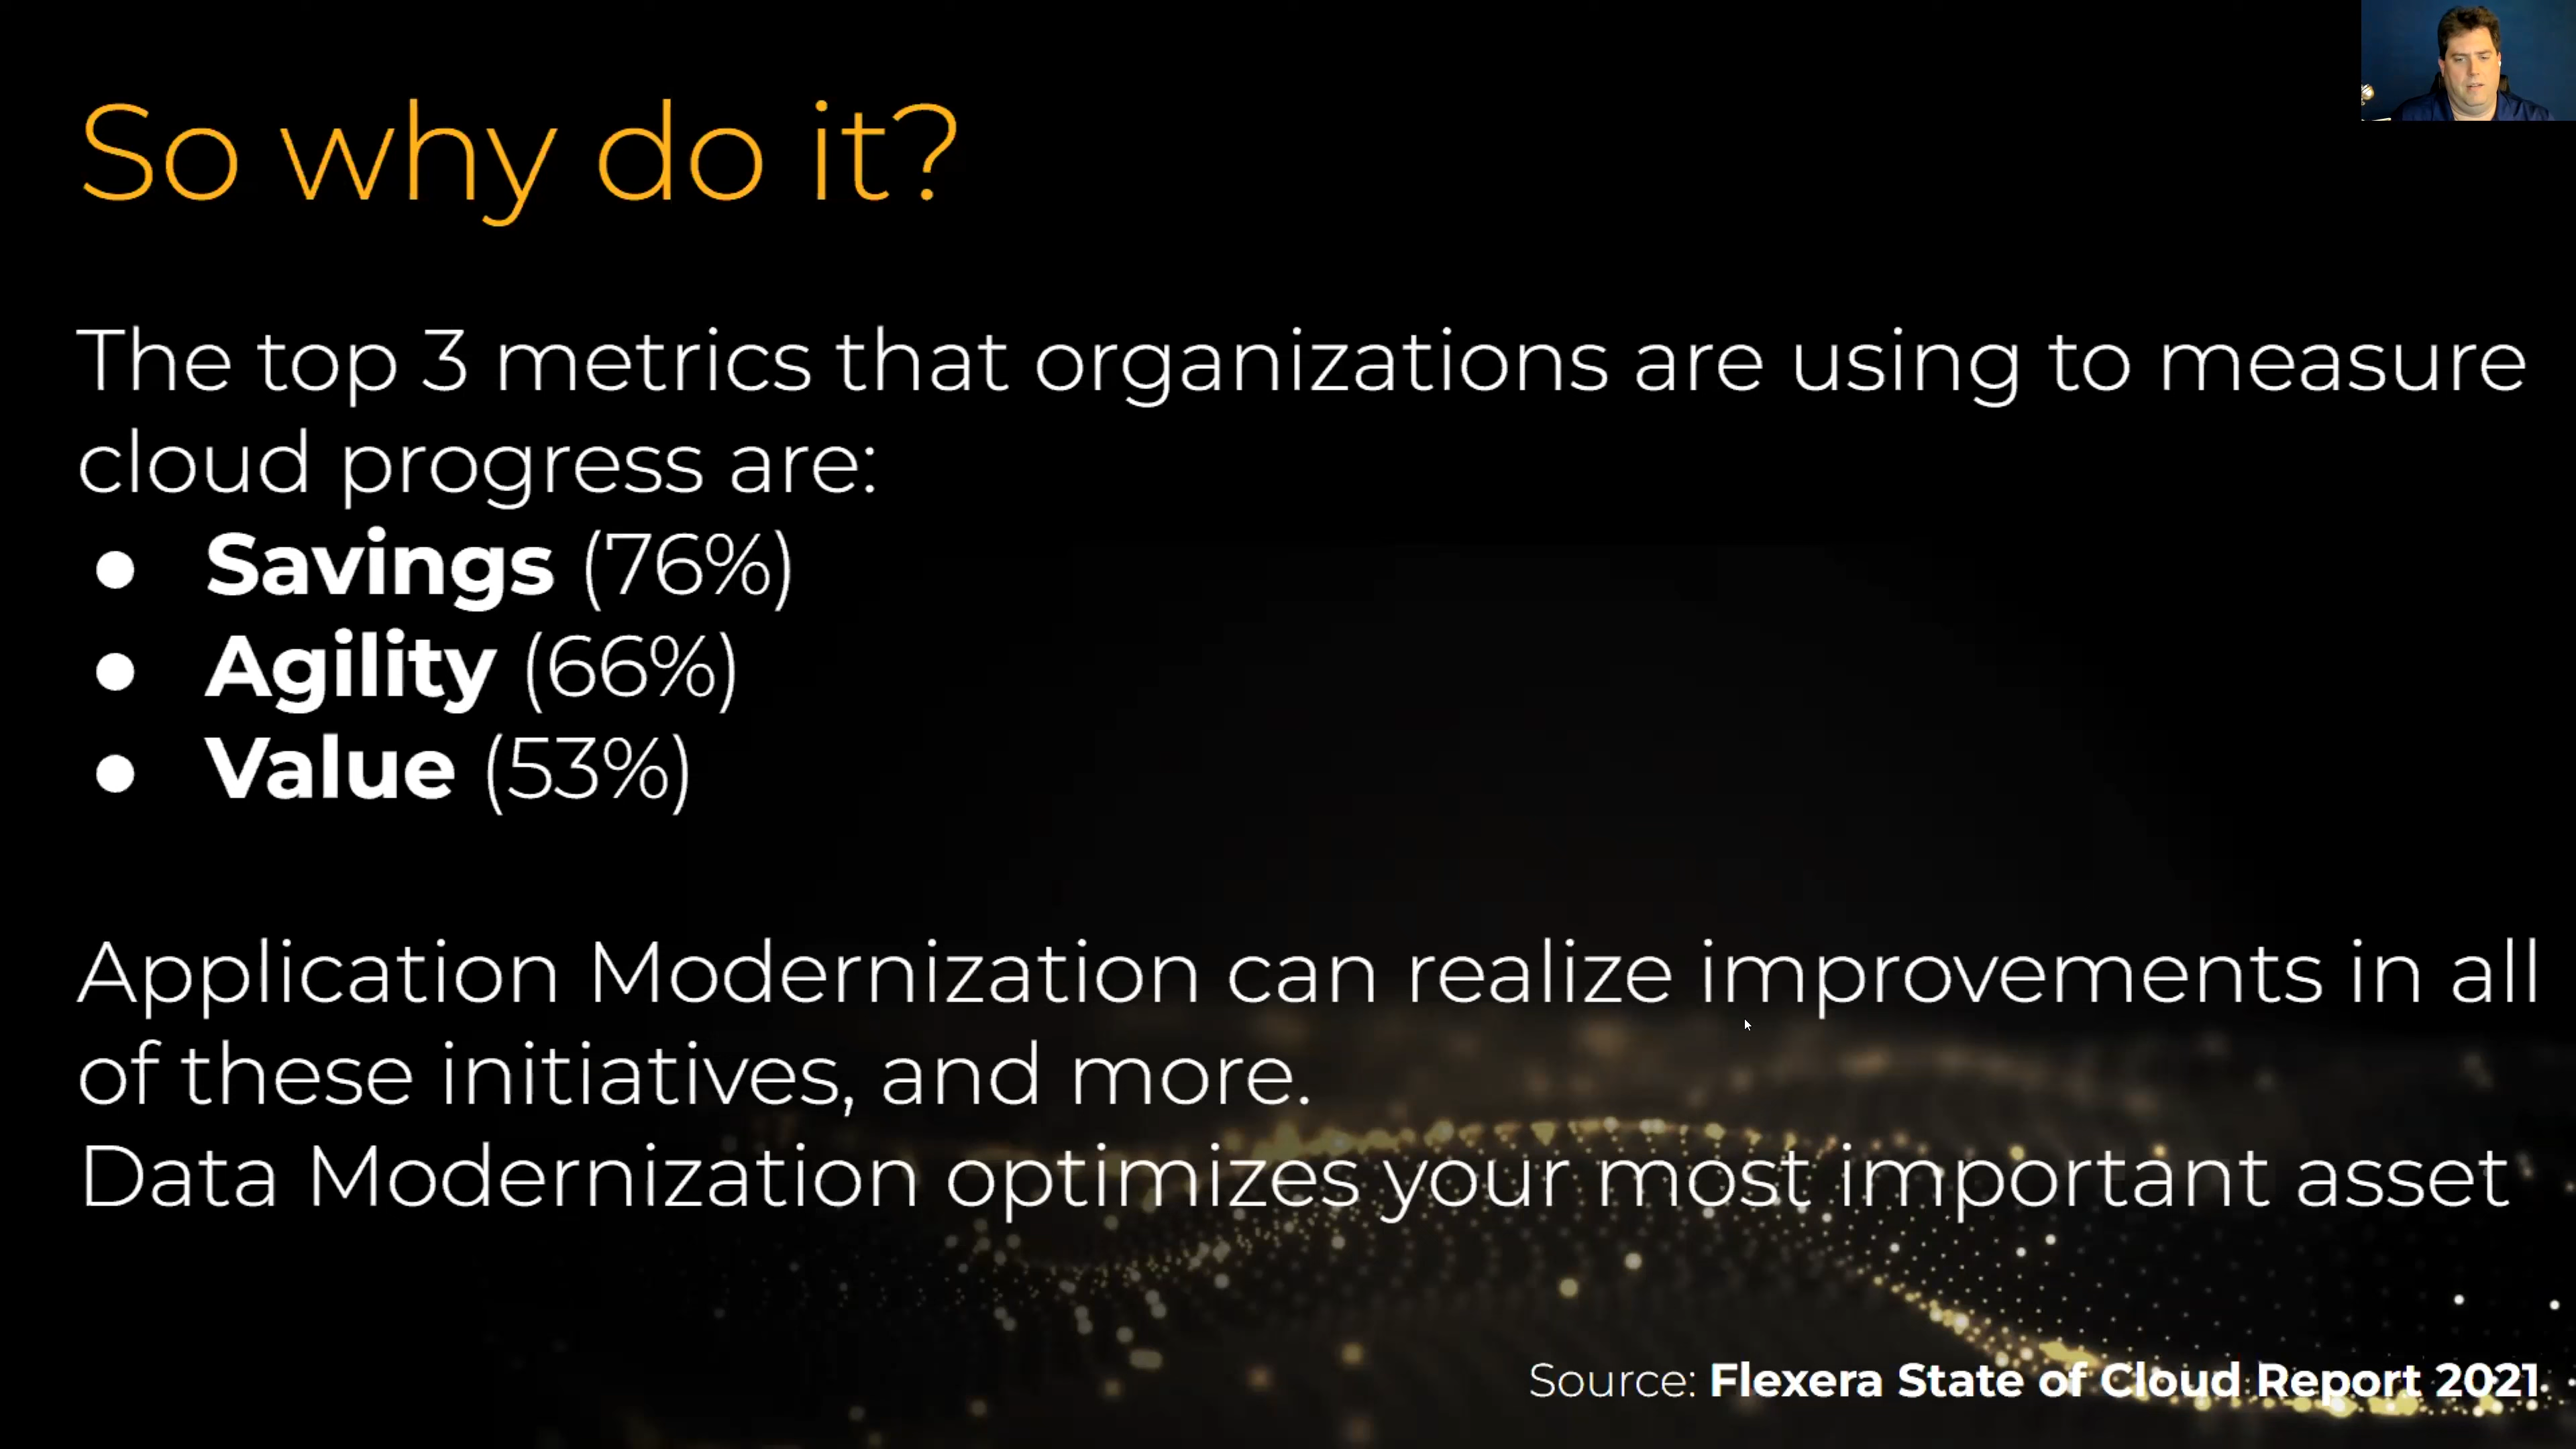 So why do it?
The top 3 metrics that organizations are using to measure
cloud progress are:
● Savings (76%)
● Agility (66%)
● Value (53%)
Application Modernization can realize improvements in all
of these initiatives, and more.
Data Modernization optimizes your most important asset
Source: Flexera State of Cloud Report 2021